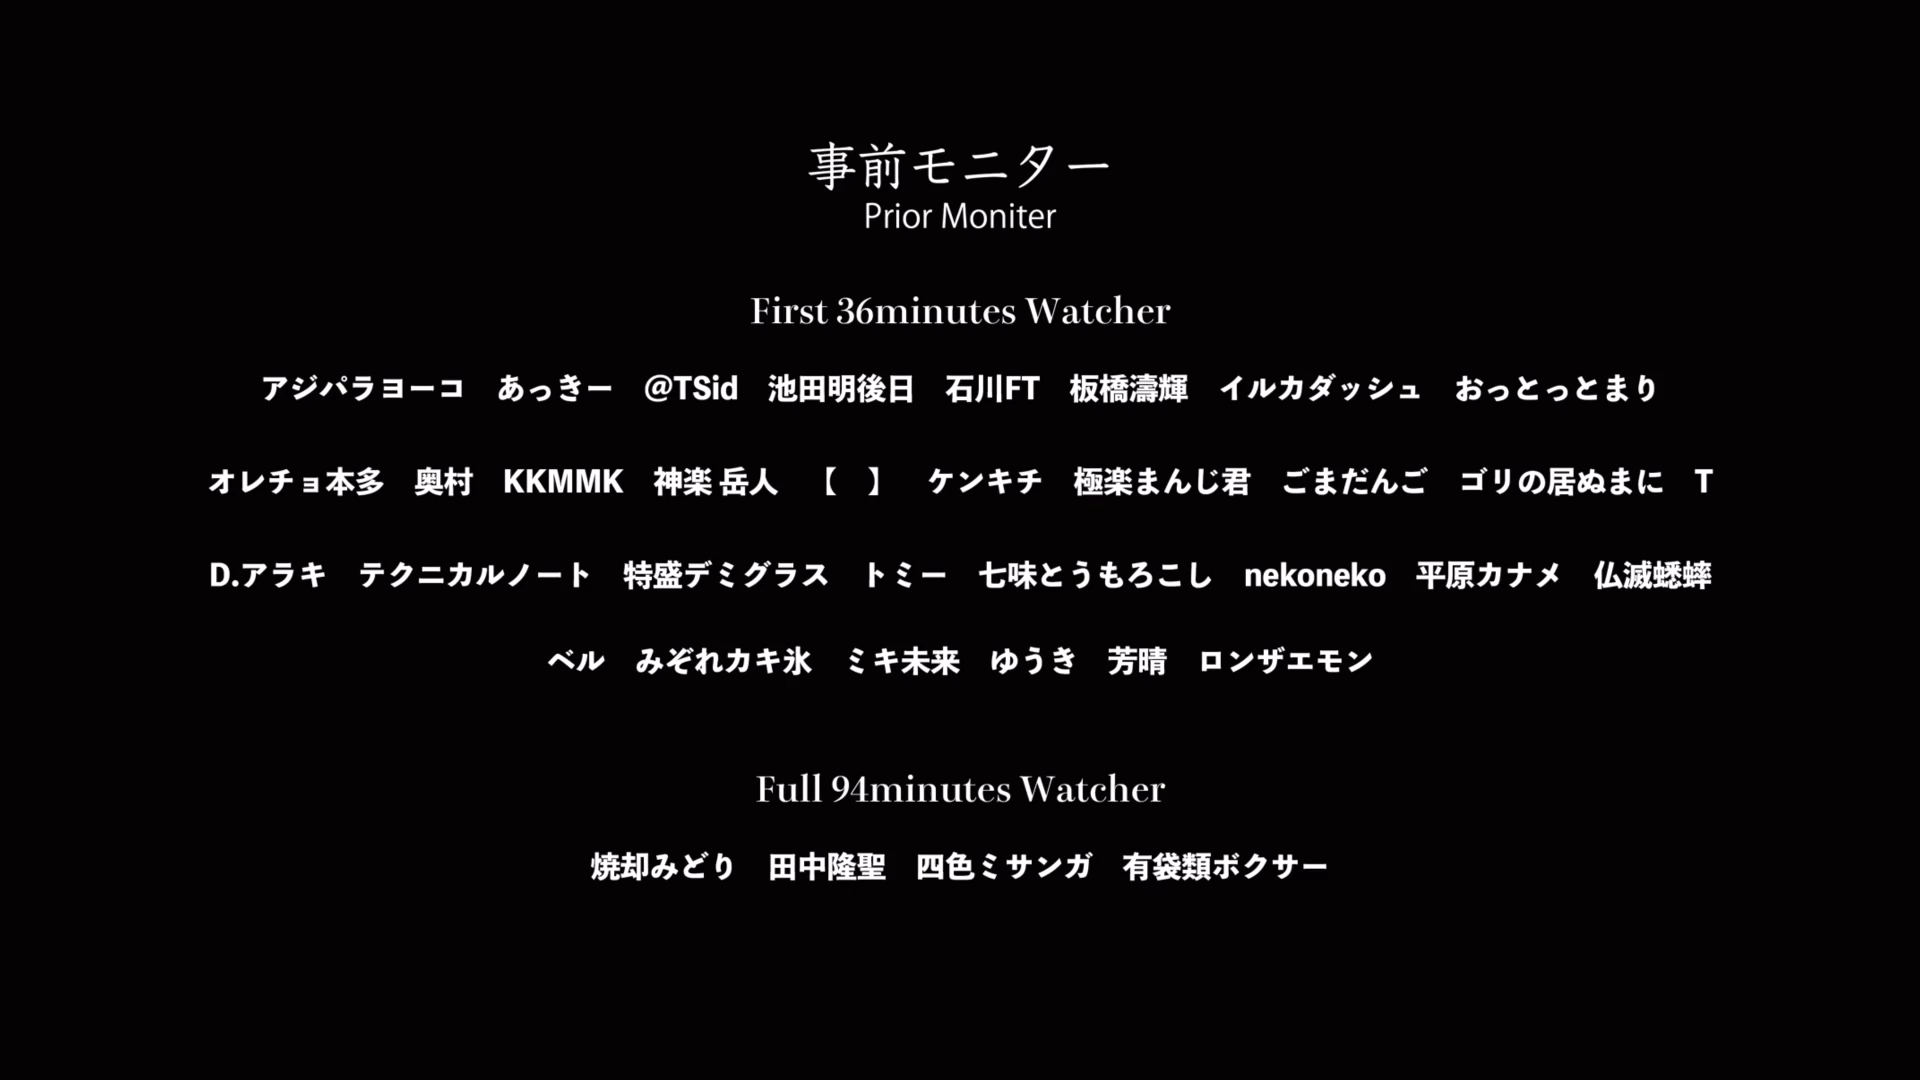 事前モニター
Prior Moniter
First 36minutes Watcher
アジパラヨーコ　あっきー　@TSid　池田明後日　石川FT　板橋濤輝　イルカダッシュ　おっとっとまり
オレチョ本多　奥村　KKMMK　神楽 岳人　【　】　ケンキチ　極楽まんじ君　ごまだんご　ゴリの居ぬまに　T
D.アラキ　テクニカルノート　特盛デミグラス　トミー　七味とうもろこし　nekoneko　平原カナメ　仏滅蟋蟀
ベル　みぞれカキ氷　ミキ未来　ゆうき　芳晴　ロンザエモン
Full 94minutes Watcher
焼却みどり　田中隆聖　四色ミサンガ　有袋類ボクサー